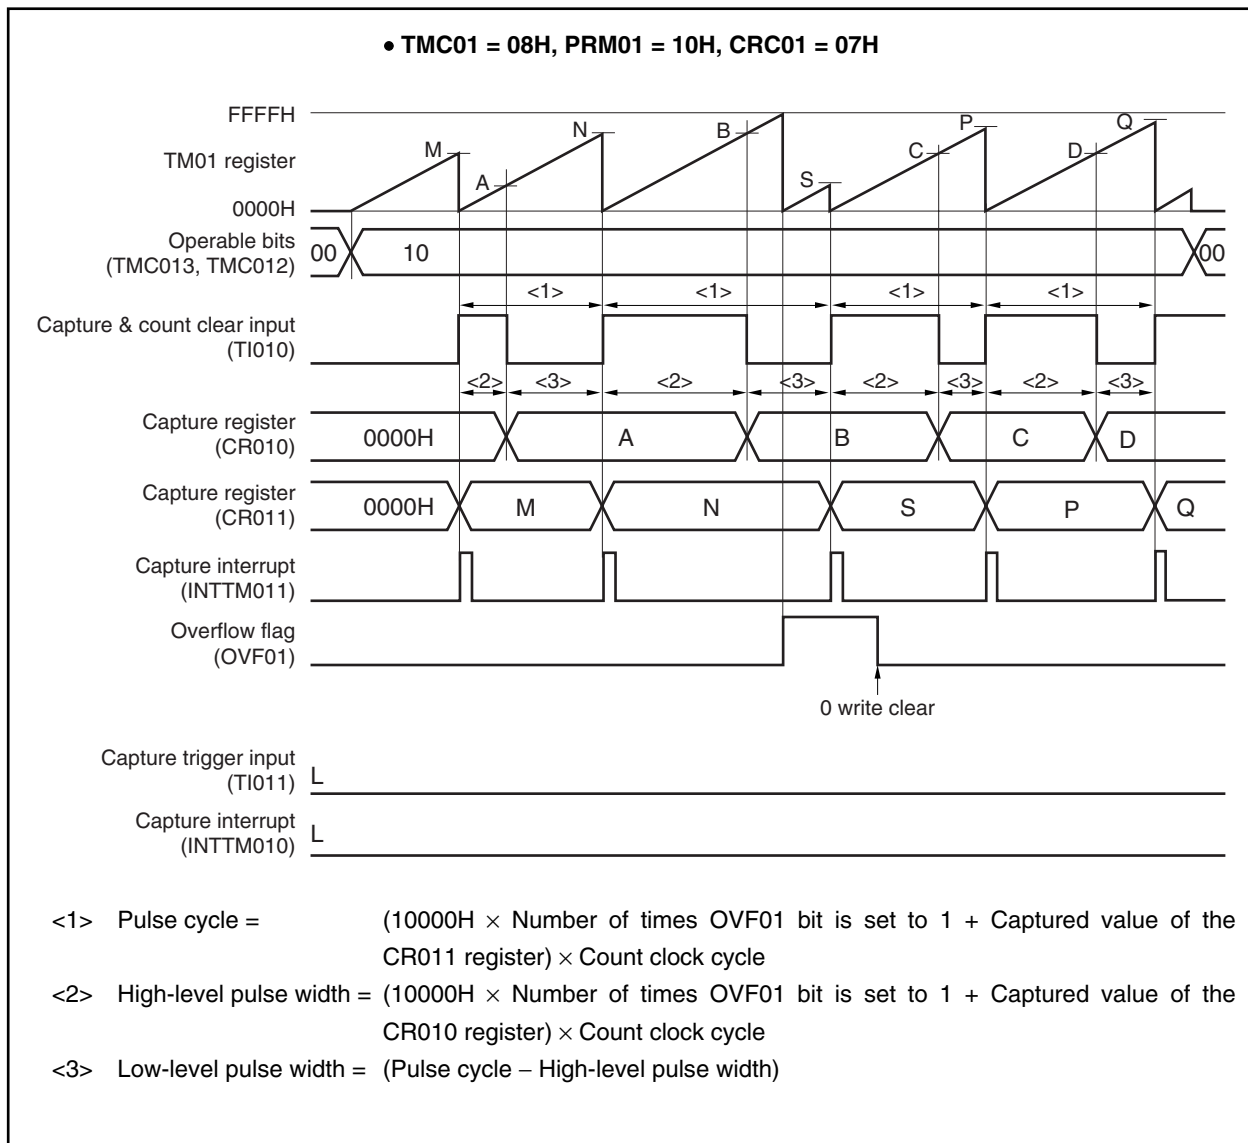 • TMC01 = 08H, PRM01 = 10H, CRC01 = 07H
FFFFH
TM01 register
0000H
M
A
N
B
S
C
P
D
Q
Operable bits
(TMC013, TMC012)
00
10
00
<1>
<1>
<1>
<1>
Capture & count clear input
(TI010)
<2>
<3>
<2>
<3>
<2>
<3>
<2>
<3>
Capture register
(CR010)
0000H
A
B
C
D
Capture register
(CR011)
0000H
M
N
S
P
Q
Capture interrupt
(INTTM011)
Overflow flag
(OVF01)
0 write clear
Capture trigger input
(TI011)
L
Capture interrupt
(INTTM010)
L
<1> Pulse cycle = (10000H × Number of times OVF01 bit is set to 1 + Captured value of the
CR011 register) × Count clock cycle
<2> High-level pulse width = (10000H × Number of times OVF01 bit is set to 1 + Captured value of the
CR010 register) × Count clock cycle
<3> Low-level pulse width = (Pulse cycle − High-level pulse width)